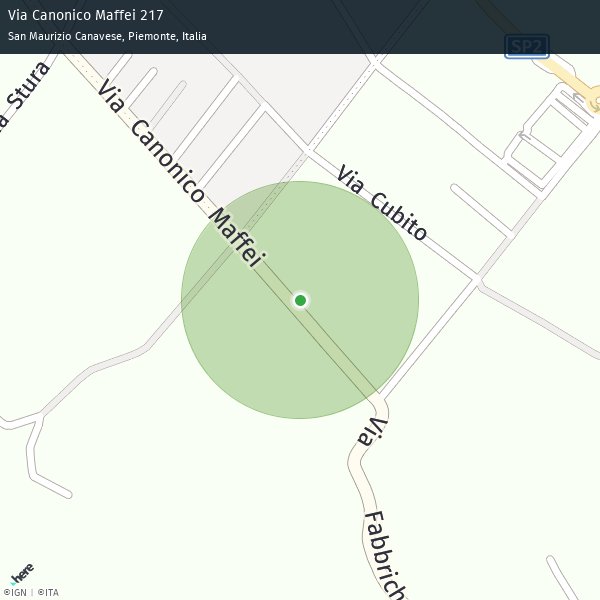 Via Canonico Maffei 217
San Maurizio Canavese, Piemonte, Italia
SP2
Stura
Via Canonico Maffei
Via Cubito
Via
Fabbrich
here
©IGN | ©ITA